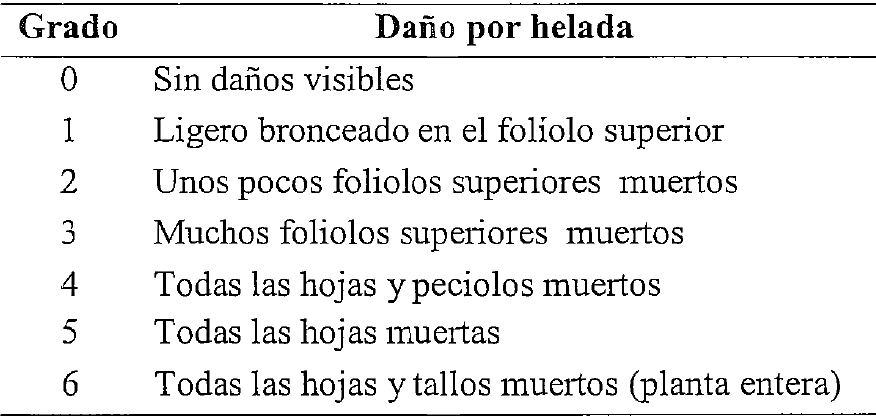 Grado Daño por helada
0 Sin daños visibles
1 Ligero bronceado en el folíolo superior
2 Unos pocos foliolos superiores muertos
3 Muchos foliolos superiores muertos
4 Todas las hojas y peciolos muertos
5 Todas las hojas muertas
6 Todas las hojas y tallos muertos (planta entera)